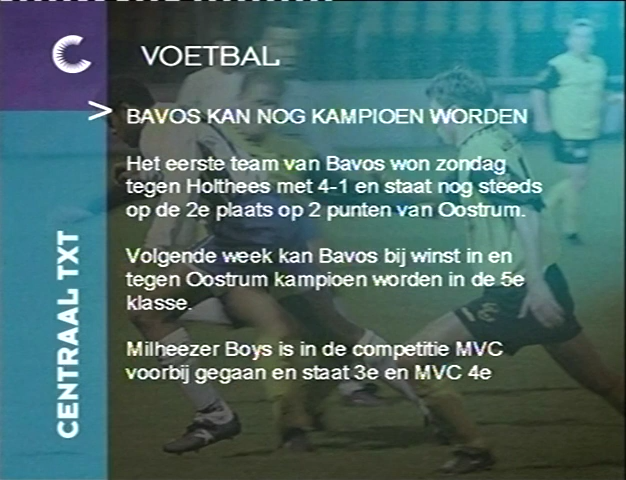 VOETBAL
> BAVOS KAN NOG KAMPIOEN WORDEN
Het eerste team van Bavos won zondag
tegen Holthees met 4-1 en staat nog steeds
op de 2e plaats op 2 punten van Oostrum.
Volgende week kan Bavos bij winst in en
tegen Oostrum kampioen worden in de 5e
klasse.
Milheezer Boys is in de competitie MVC
voorbij gegaan en staat 3e en MVC 4e
CENTRAAL TXT